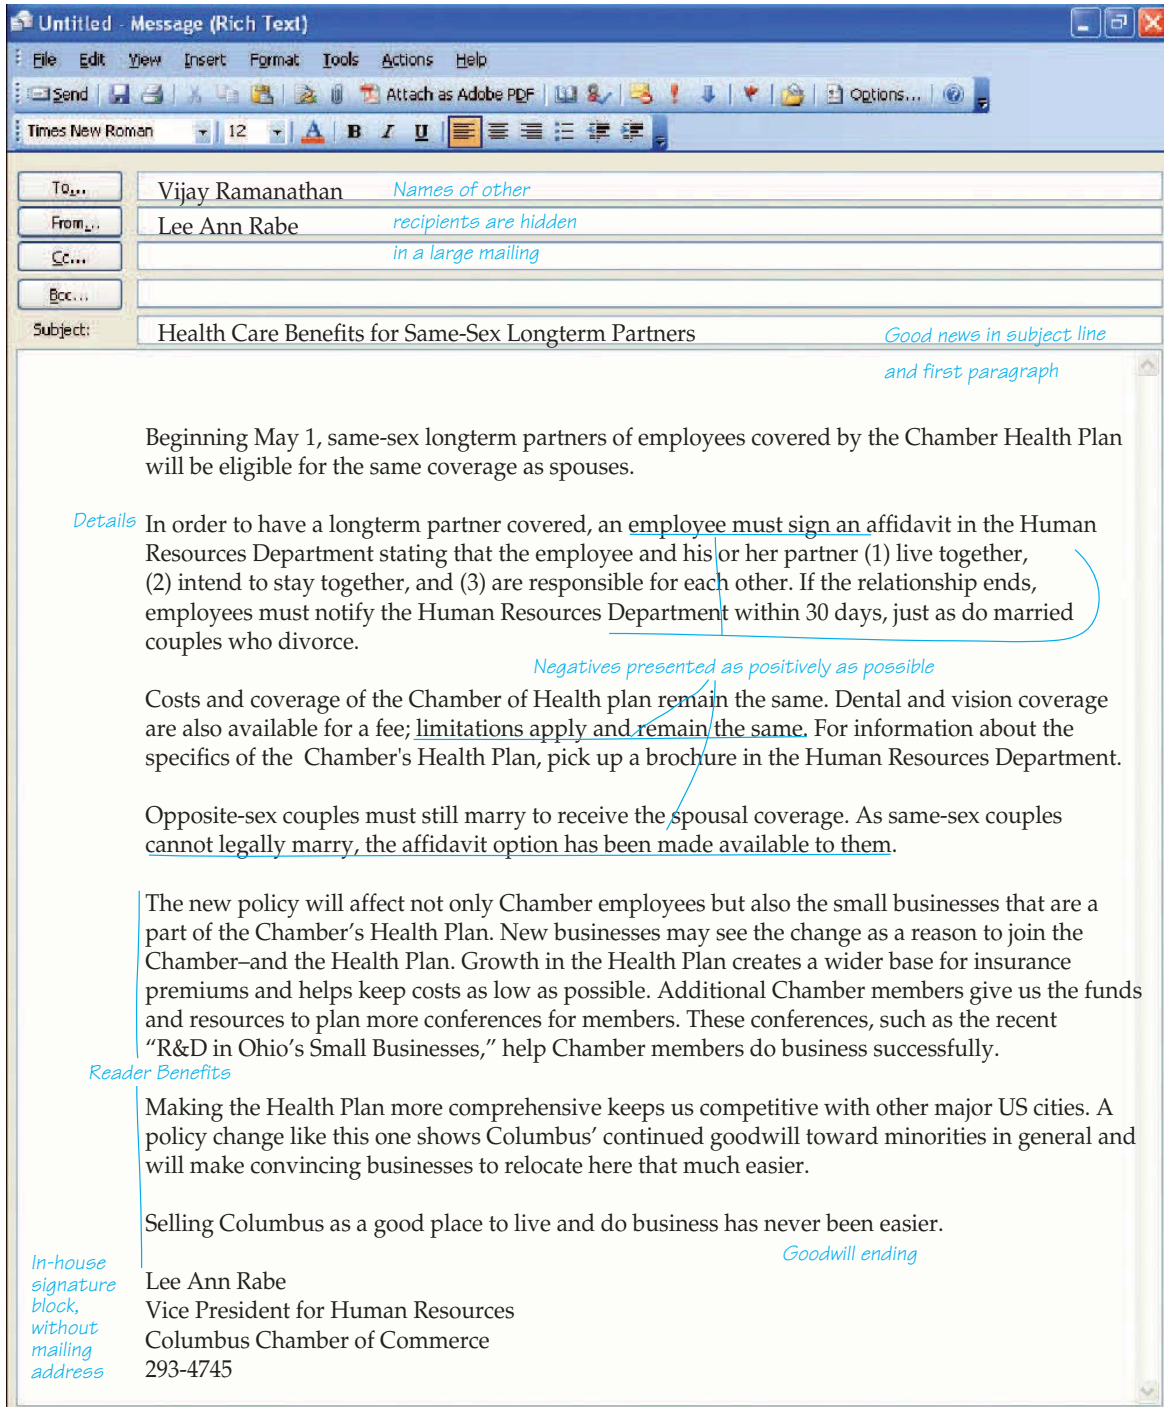 Untitled - Message (Rich Text)
File Edit View Insert Format Tools Actions Help
Send Attach as Adobe PDF Options...
Times New Roman 12 A B I U
To... Vijay Ramanathan Names of other
From... Lee Ann Rabe recipients are hidden
Cc... in a large mailing
Bcc...
Subject: Health Care Benefits for Same-Sex Longterm Partners Good news in subject line
and first paragraph
Beginning May 1, same-sex longterm partners of employees covered by the Chamber Health Plan
will be eligible for the same coverage as spouses.
Details In order to have a longterm partner covered, an employee must sign an affidavit in the Human
Resources Department stating that the employee and his or her partner (1) live together,
(2) intend to stay together, and (3) are responsible for each other. If the relationship ends,
employees must notify the Human Resources Department within 30 days, just as do married
couples who divorce.
Negatives presented as positively as possible
Costs and coverage of the Chamber of Health plan remain the same. Dental and vision coverage
are also available for a fee; limitations apply and remain the same. For information about the
specifics of the Chamber's Health Plan, pick up a brochure in the Human Resources Department.
Opposite-sex couples must still marry to receive the spousal coverage. As same-sex couples
cannot legally marry, the affidavit option has been made available to them.
The new policy will affect not only Chamber employees but also the small businesses that are a
part of the Chamber’s Health Plan. New businesses may see the change as a reason to join the
Chamber–and the Health Plan. Growth in the Health Plan creates a wider base for insurance
premiums and helps keep costs as low as possible. Additional Chamber members give us the funds
and resources to plan more conferences for members. These conferences, such as the recent
“R&D in Ohio’s Small Businesses,” help Chamber members do business successfully.
Reader Benefits
Making the Health Plan more comprehensive keeps us competitive with other major US cities. A
policy change like this one shows Columbus’ continued goodwill toward minorities in general and
will make convincing businesses to relocate here that much easier.
Selling Columbus as a good place to live and do business has never been easier.
Goodwill ending
In-house
signature
block,
without
mailing
address
Lee Ann Rabe
Vice President for Human Resources
Columbus Chamber of Commerce
293-4745